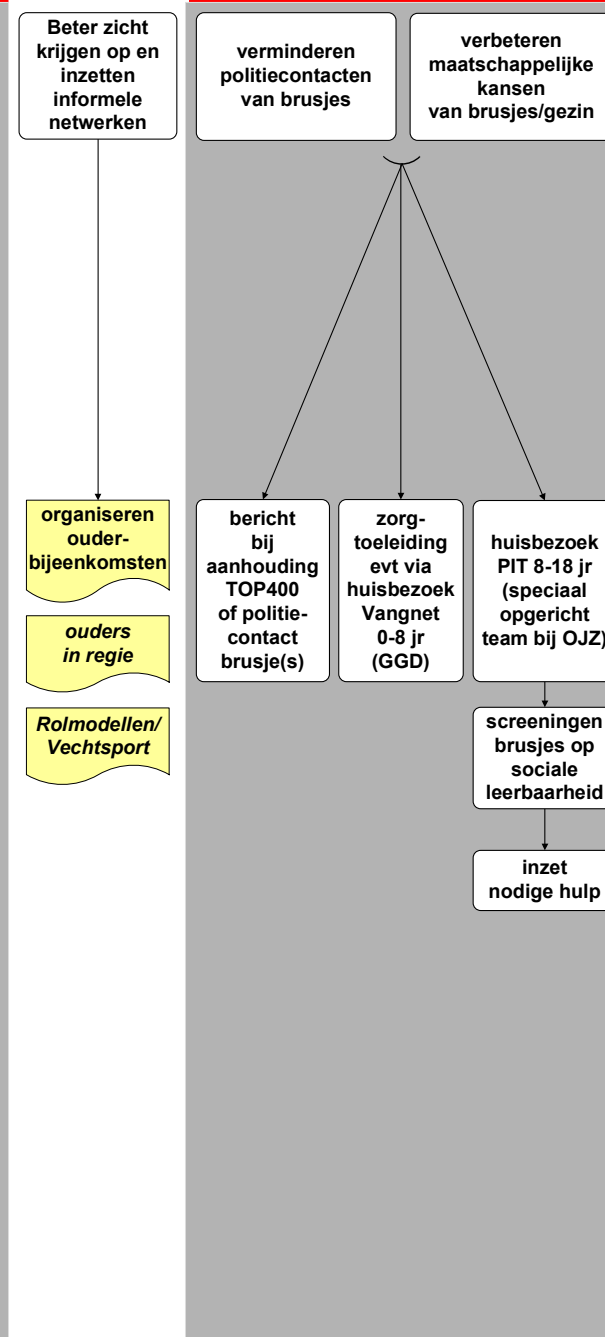 Beter zicht
krijgen op en
inzetten
informele
netwerken
verminderen
politiecontacten
van brusjes
verbeteren
maatschappelijke
kansen
van brusjes/gezin
organiseren
ouder-
bijeenkomsten
ouders
in regie
Rolmodellen/
Vechtsport
bericht
bij
aanhouding
TOP400
of politie-
contact
brusje(s)
zorg-
toeleiding
evt via
huisbezoek
Vangnet
0-8 jr
(GGD)
huisbezoek
PIT 8-18 jr
(speciaal
opgericht
team bij OJZ)
screeningen
brusjes op
sociale
leerbaarheid
inzet
nodige hulp